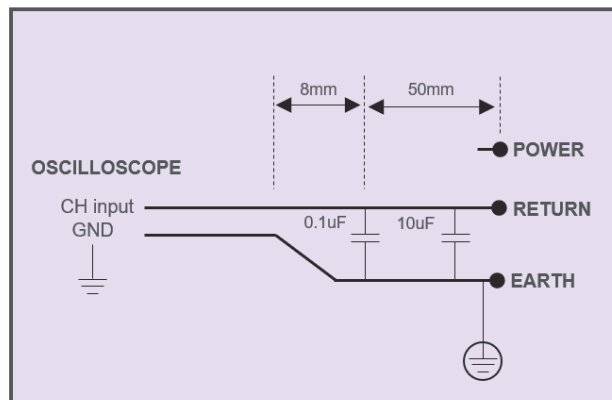 8mm
50mm
POWER
OSCILLOSCOPE
CH input
RETURN
0.1uF
10uF
GND
EARTH